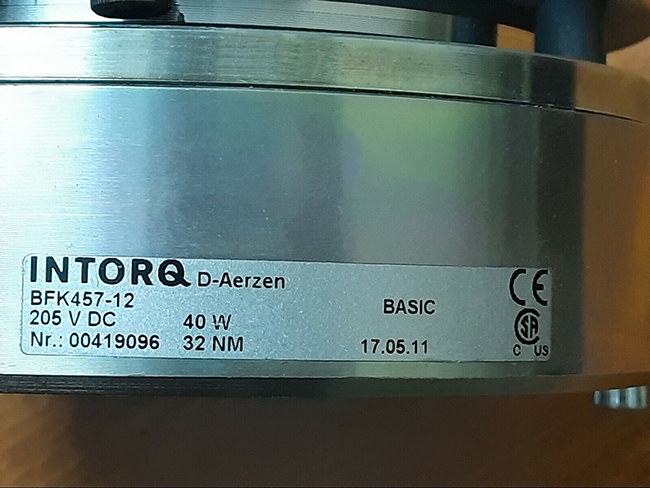 INTORQ D-Aerzen
BFK457-12 BASIC CE
205 V DC 40 W SA
Nr.: 00419096 32 NM 17.05.11 C US